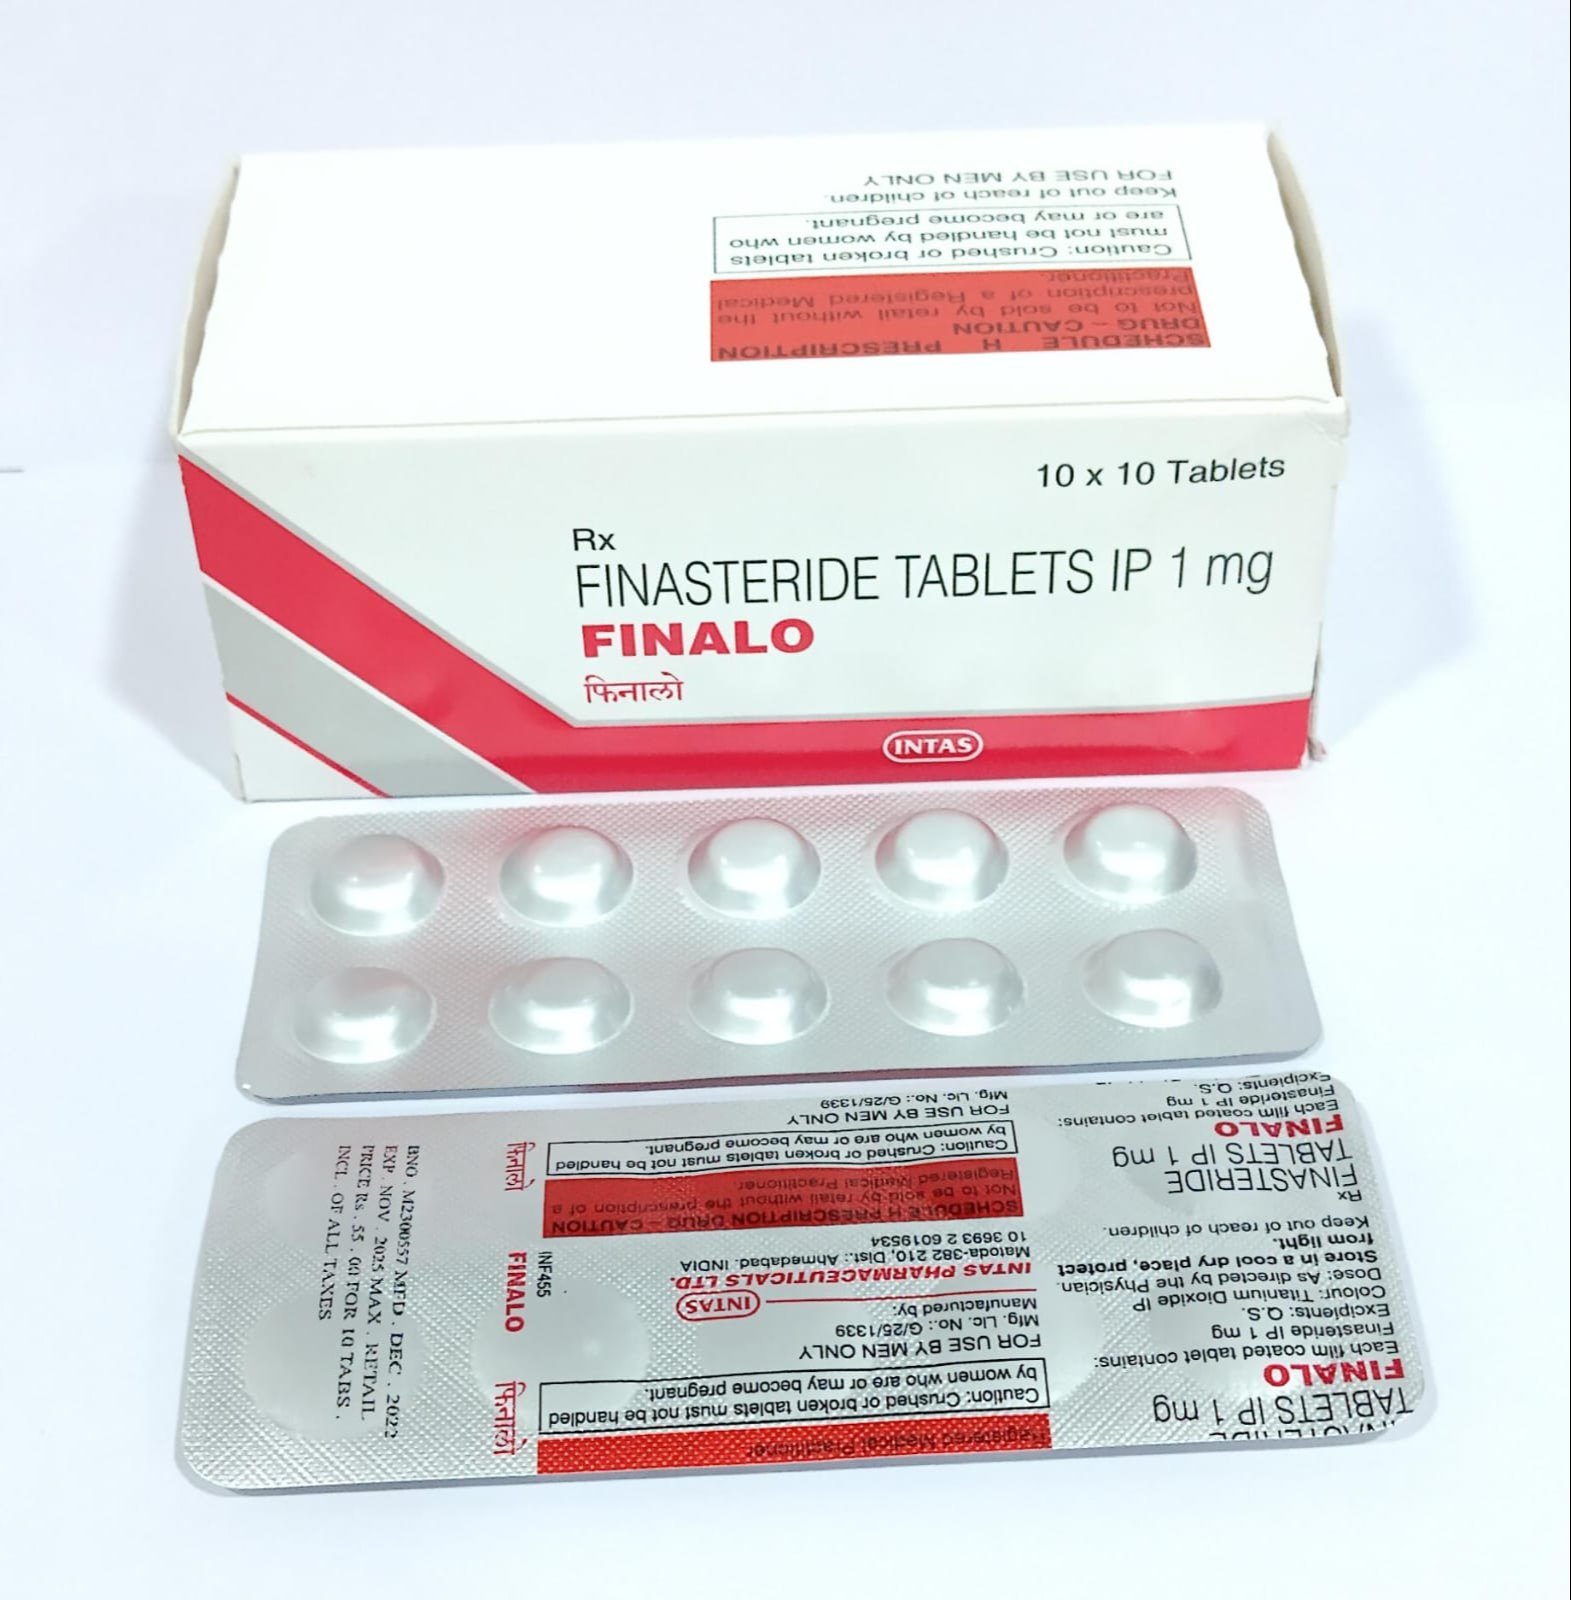 FOR USE BY MEN ONLY
Keep out of reach of children.
Caution: Crushed or broken tablets
must not be handled by women who
are or may become pregnant.
SCHEDULE H PRESCRIPTION
DRUG – CAUTION
Not to be sold by retail without the
prescription of a Registered Medical
Practitioner.
10 x 10 Tablets
Rx
FINASTERIDE TABLETS IP 1 mg
FINALO
फिनालो
INTAS
BNO . M2300557 MFD . DEC . 2022
EXP . NOV . 2025 MAX . RETAIL
PRICE Rs . 55 . 00 FOR 10 TABS .
INCL . OF ALL TAXES
फिनालो
FINALO
INF455
फिनालो
Registered Medical Practitioner
Caution: Crushed or broken tablets must not be handled
by women who are or may become pregnant.
FOR USE BY MEN ONLY
Mfg. Lic. No.: G/25/1339
Manufactured by:
INTAS
INTAS PHARMACEUTICALS LTD.
Matoda-382 210, Dist.: Ahmedabad. INDIA
10 3693 2 6019534
SCHEDULE H PRESCRIPTION DRUG – CAUTION
Not to be sold by retail without the prescription of a
Registered Medical Practitioner.
Caution: Crushed or broken tablets must not be handled
by women who are or may become pregnant.
FOR USE BY MEN ONLY
Mfg. Lic. No.: G/25/1339
TABLETS IP 1 mg
FINALO
Each film coated tablet contains:
Finasteride IP 1 mg
Excipients: Q.S.
Colour: Titanium Dioxide IP
Dose: As directed by the Physician.
Store in a cool dry place, protect
from light.
Keep out of reach of children.
Rx
FINASTERIDE
TABLETS IP 1 mg
FINALO
Each film coated tablet contains:
Finasteride IP 1 mg
Excipients: Q.S.